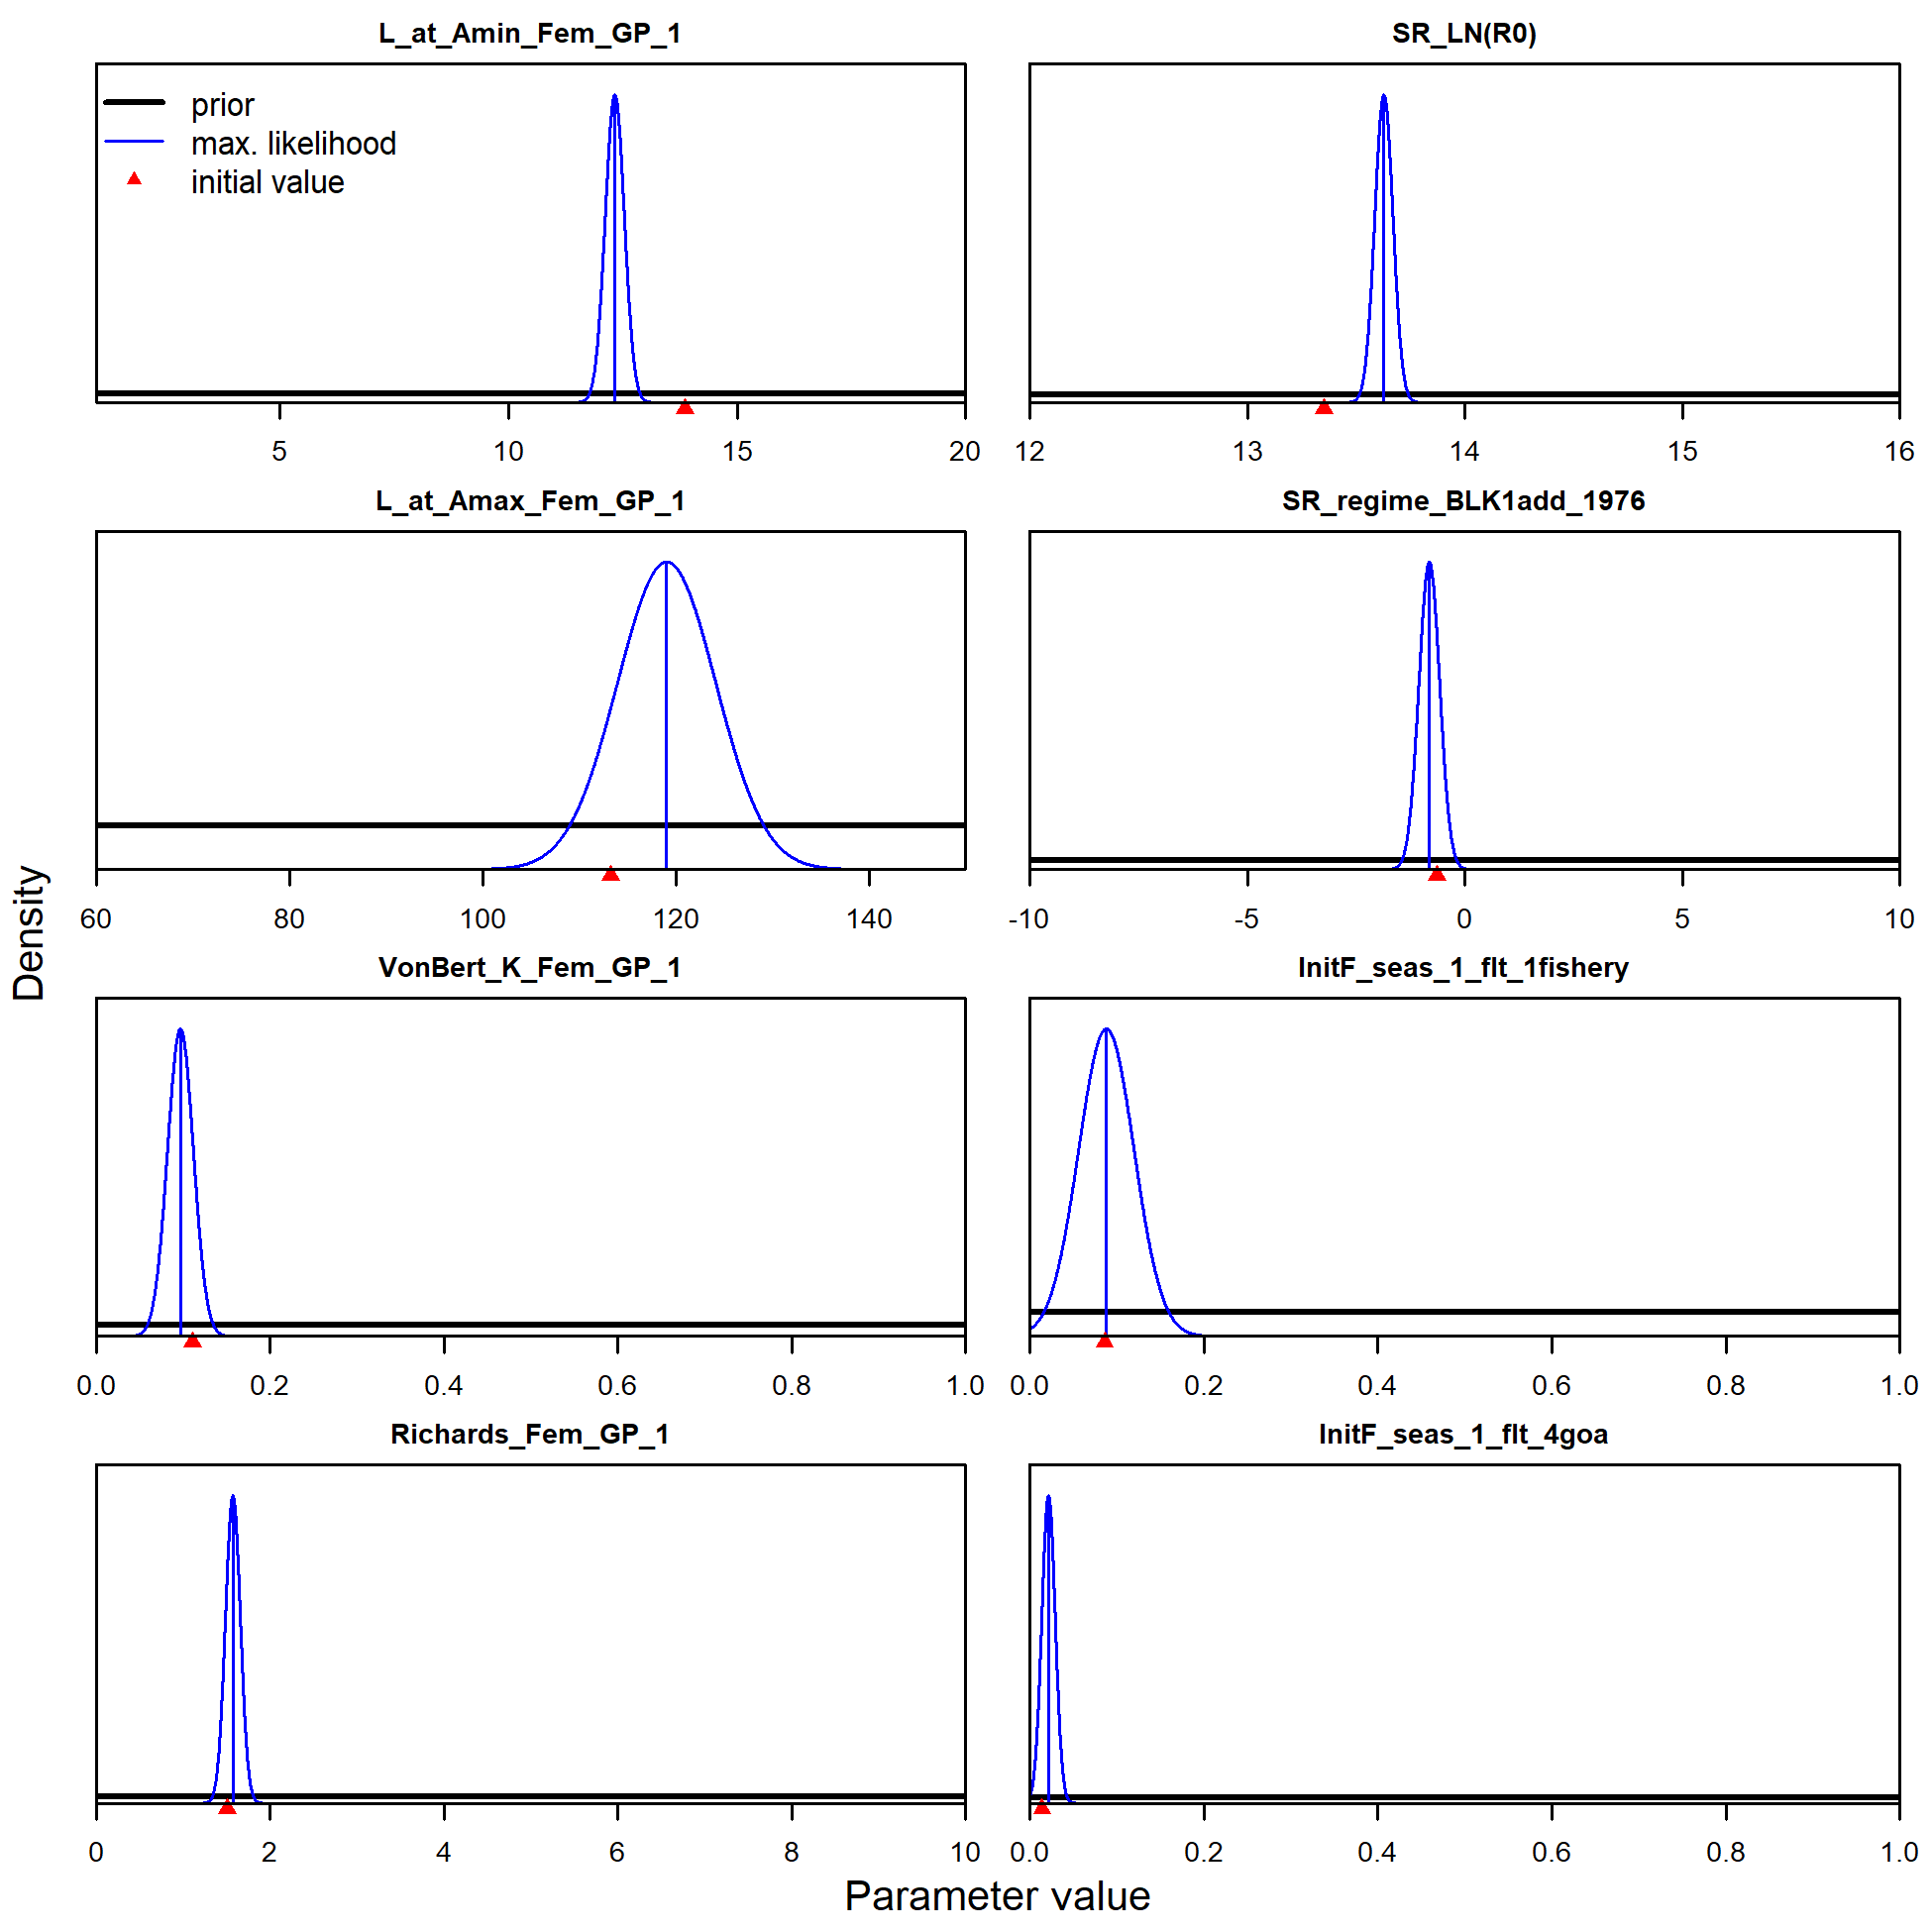 L_at_Amin_Fem_GP_1
prior
max. likelihood
initial value
5 10 15 20
SR_LN(R0)
12 13 14 15 16
L_at_Amax_Fem_GP_1
60 80 100 120 140
SR_regime_BLK1add_1976
-10 -5 0 5 10
VonBert_K_Fem_GP_1
0.0 0.2 0.4 0.6 0.8 1.0
InitF_seas_1_flt_1fishery
0.0 0.2 0.4 0.6 0.8 1.0
Richards_Fem_GP_1
0 2 4 6 8 10
InitF_seas_1_flt_4goa
0.0 0.2 0.4 0.6 0.8 1.0
Density
Parameter value